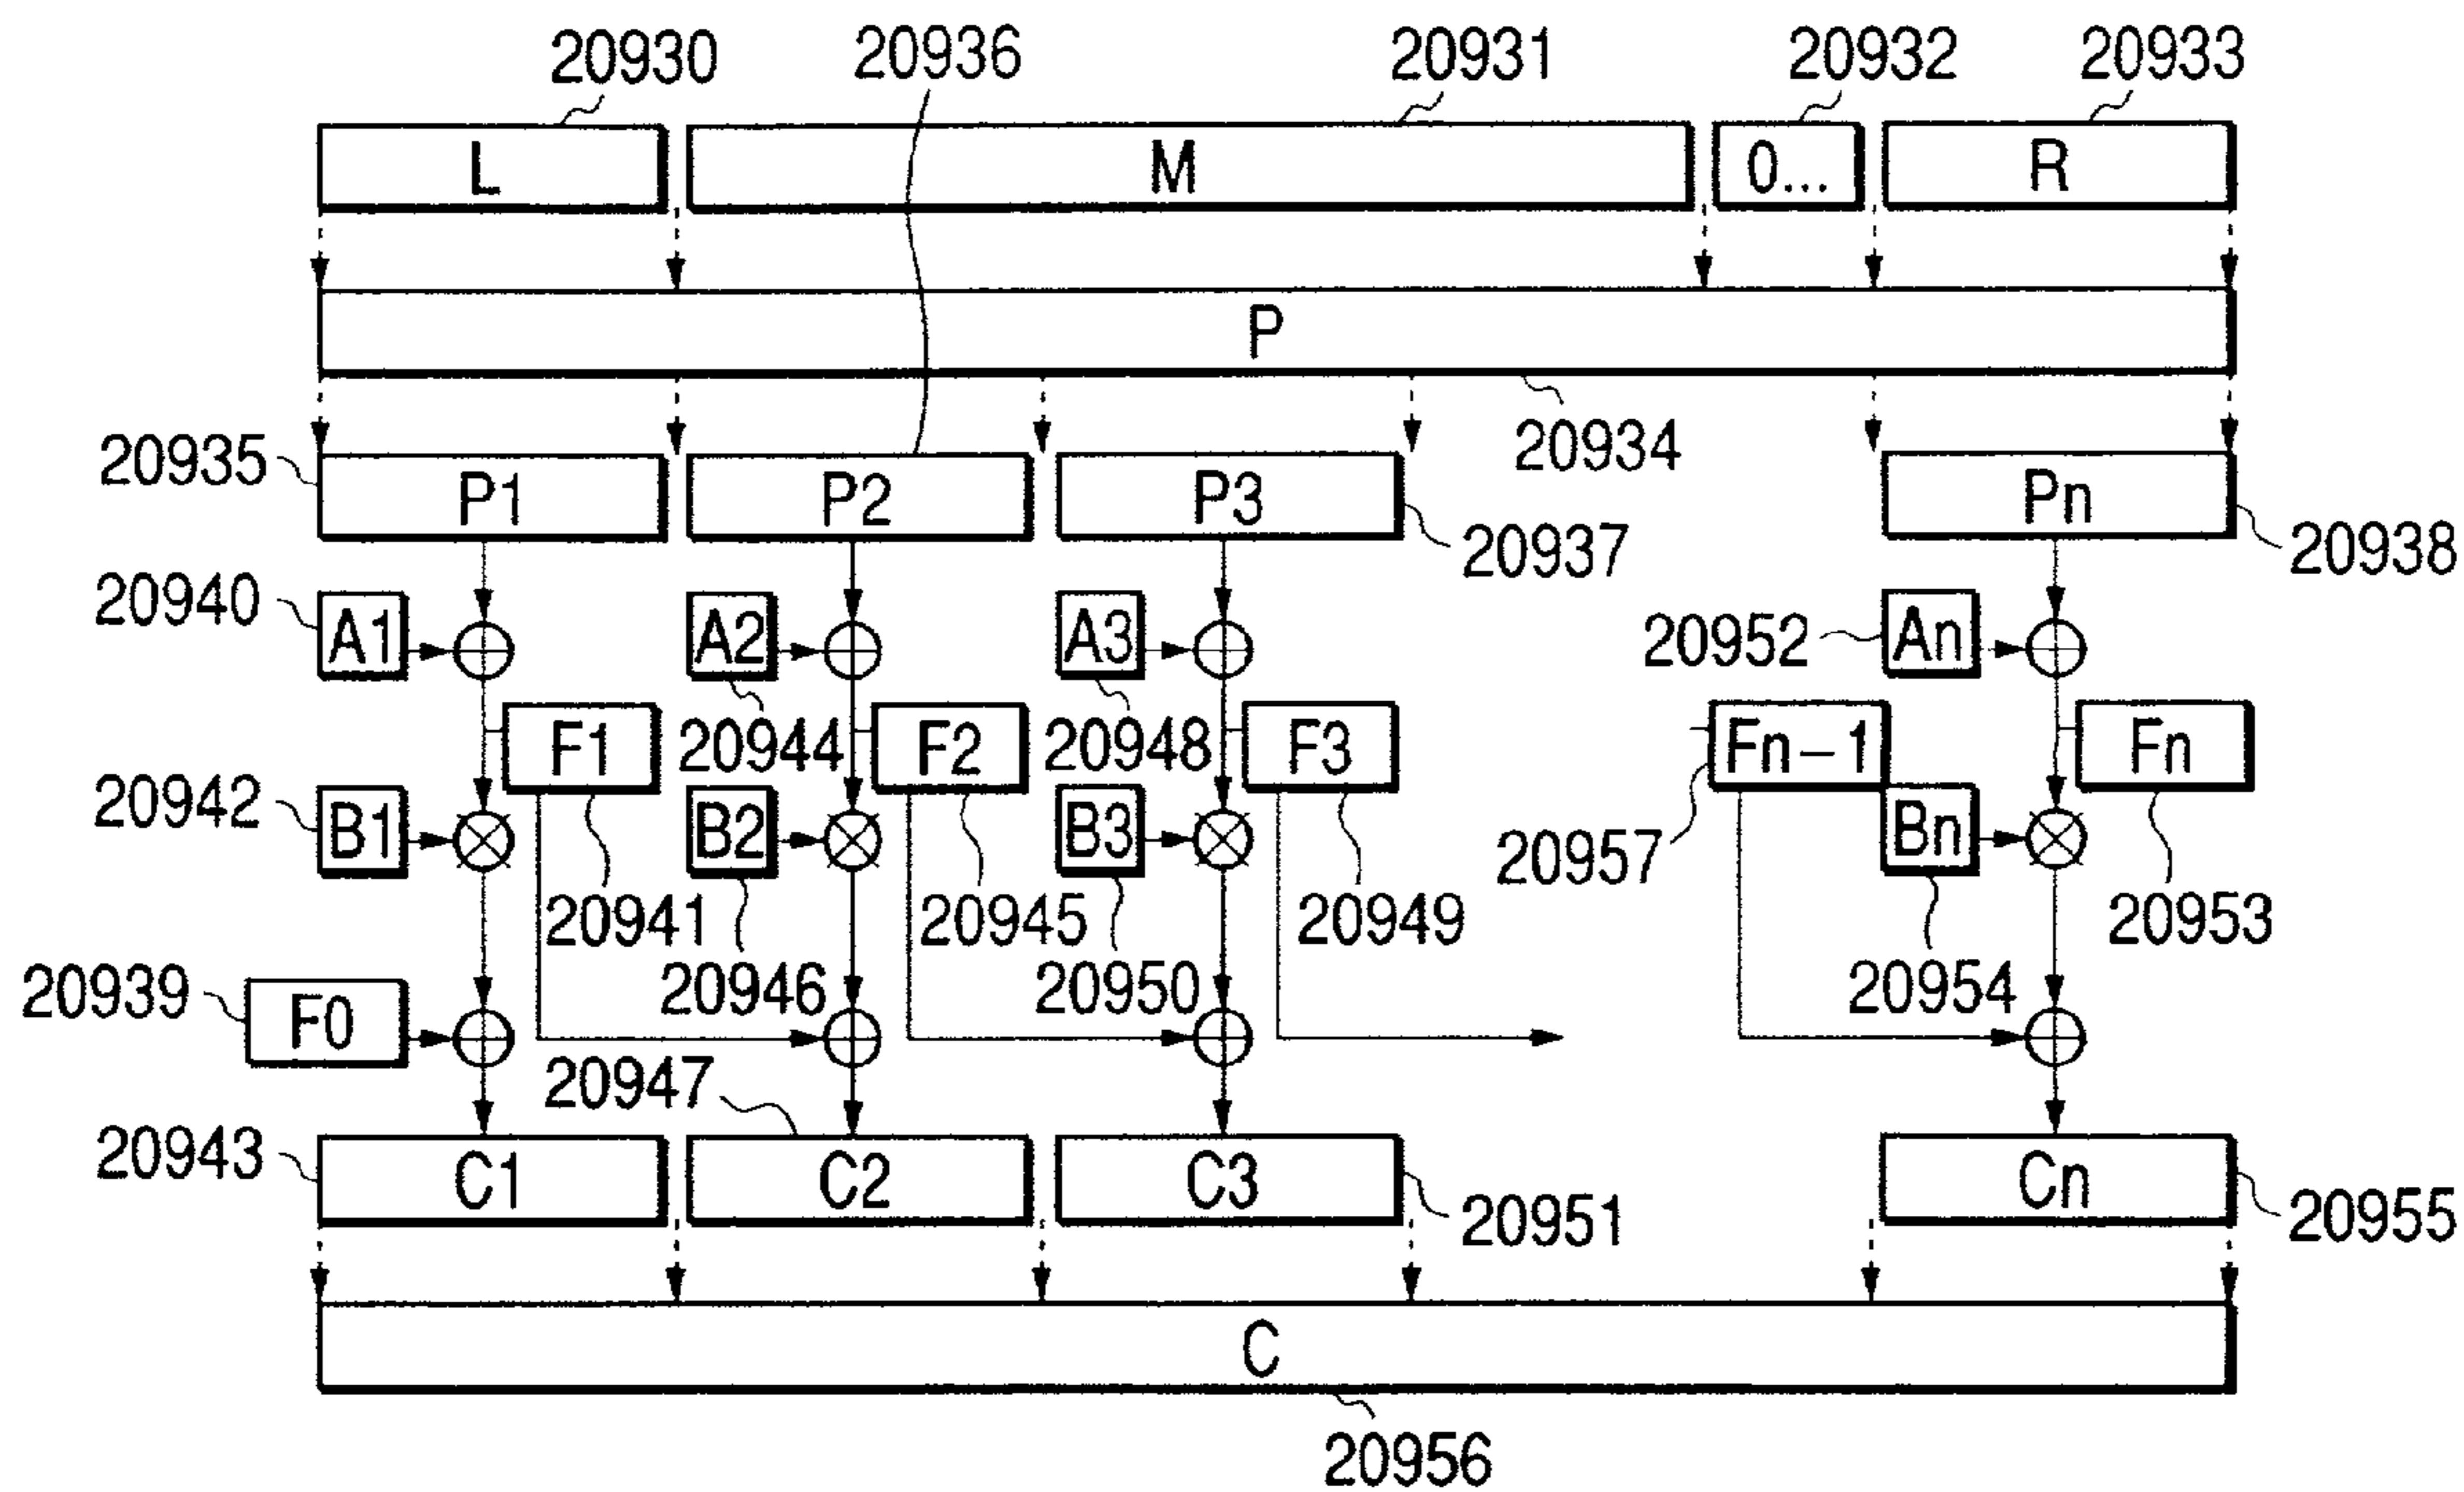 20930 20936 20931 20932 20933
L M 0... R
P
20934
20935 P1 P2 P3 Pn
20937 20938
20940 A1 A2 A3 20952 An
20944 20948
F1 F2 F3 Fn-1 Fn
20942 B1 B2 B3 20957 Bn
20941 20945 20949 20953
20946 20950 20954
20939 F0
20947
20943 C1 C2 C3 Cn
20951 20955
C
20956